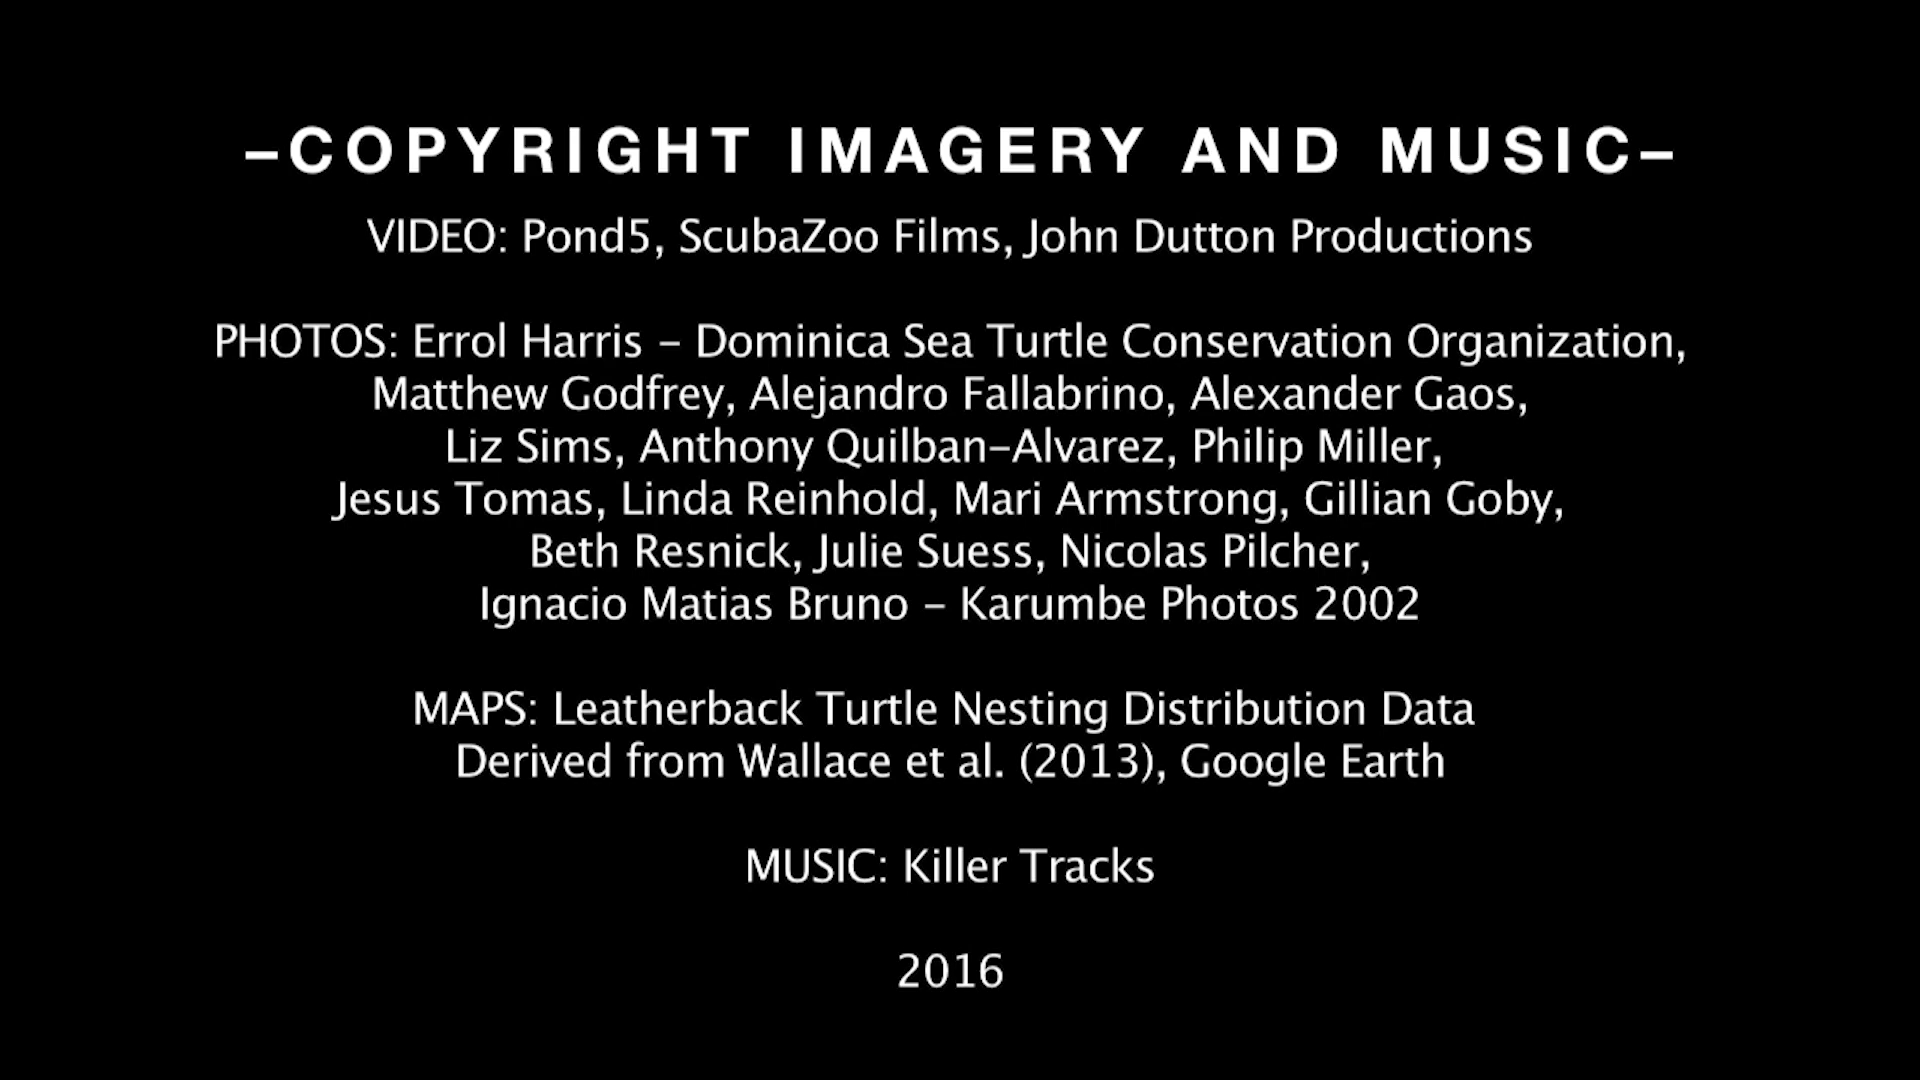 –COPYRIGHT IMAGERY AND MUSIC–
VIDEO: Pond5, ScubaZoo Films, John Dutton Productions
PHOTOS: Errol Harris – Dominica Sea Turtle Conservation Organization,
Matthew Godfrey, Alejandro Fallabrino, Alexander Gaos,
Liz Sims, Anthony Quilban–Alvarez, Philip Miller,
Jesus Tomas, Linda Reinhold, Mari Armstrong, Gillian Goby,
Beth Resnick, Julie Suess, Nicolas Pilcher,
Ignacio Matias Bruno – Karumbe Photos 2002
MAPS: Leatherback Turtle Nesting Distribution Data
Derived from Wallace et al. (2013), Google Earth
MUSIC: Killer Tracks
2016